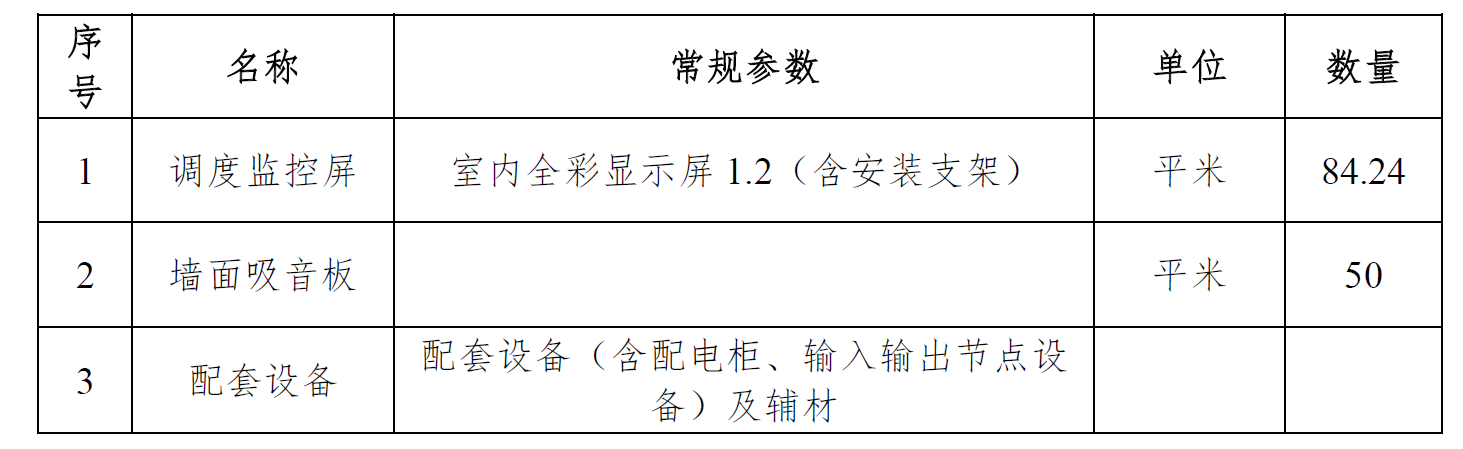 序号 名称 常规参数 单位 数量
1 调度监控屏 室内全彩显示屏 1.2（含安装支架） 平米 84.24
2 墙面吸音板 平米 50
3 配套设备 配套设备（含配电柜、输入输出节点设
备）及辅材